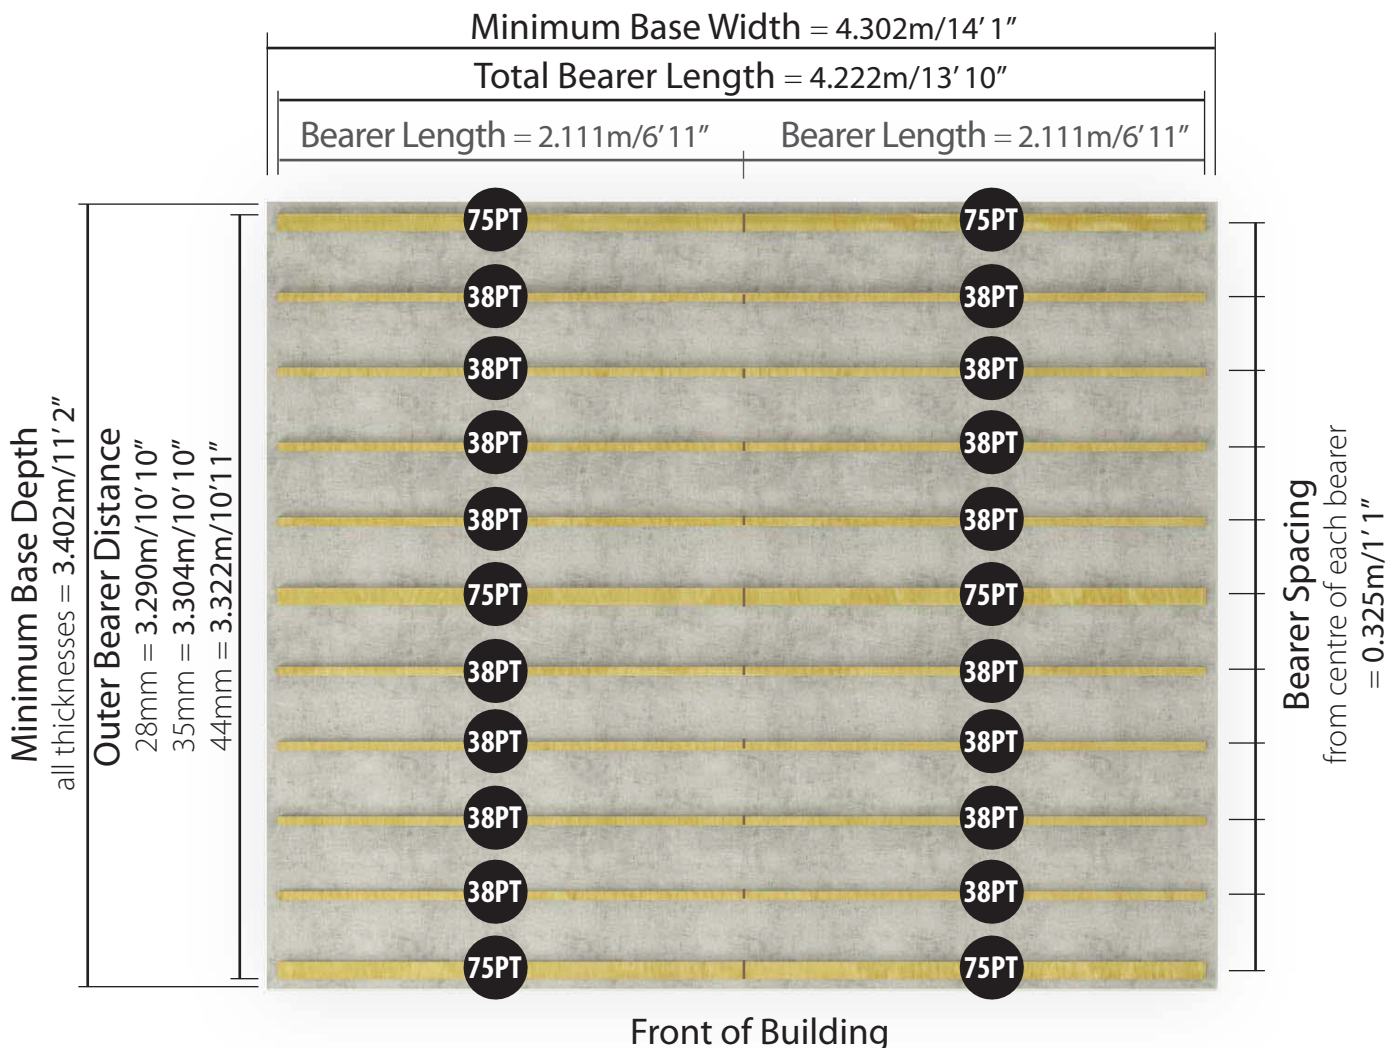 Minimum Base Width = 4.302m/14’ 1”
Total Bearer Length = 4.222m/13’ 10”
Bearer Length = 2.111m/6’ 11”
Bearer Length = 2.111m/6’ 11”
75PT 75PT
38PT 38PT
38PT 38PT
38PT 38PT
38PT 38PT
75PT 75PT
38PT 38PT
38PT 38PT
38PT 38PT
38PT 38PT
75PT 75PT
Minimum Base Depth
all thicknesses = 3.402m/11’ 2”
Outer Bearer Distance
28mm = 3.290m/10’ 10”
35mm = 3.304m/10’ 10”
44mm = 3.322m/10’11”
Bearer Spacing
from centre of each bearer
= 0.325m/1’ 1”
Front of Building